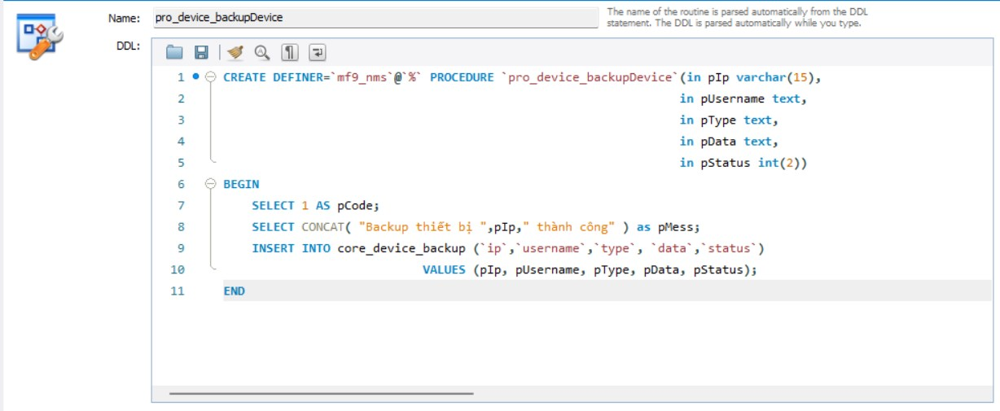 Name: pro_device_backupDevice
The name of the routine is parsed automatically from the DDL
statement. The DDL is parsed automatically while you type.
DDL:
1 CREATE DEFINER=`mf9_nms`@`%` PROCEDURE `pro_device_backupDevice`(in pIp varchar(15),
2 in pUsername text,
3 in pType text,
4 in pData text,
5 in pStatus int(2))
6 BEGIN
7 SELECT 1 AS pCode;
8 SELECT CONCAT( "Backup thiết bị ",pIp," thành công" ) as pMess;
9 INSERT INTO core_device_backup (`ip`,`username`,`type`, `data`,`status`)
10 VALUES (pIp, pUsername, pType, pData, pStatus);
11 END